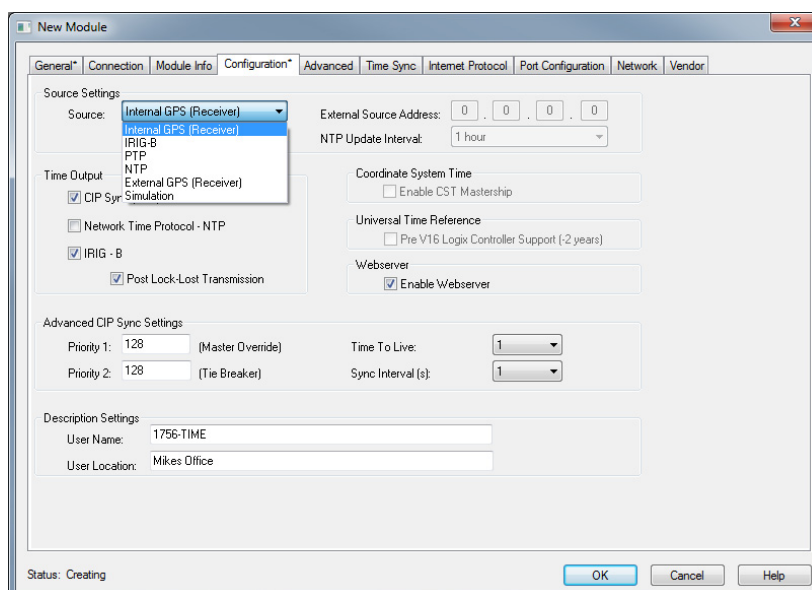 New Module
General* Connection Module Info Configuration* Advanced Time Sync Internet Protocol Port Configuration Network Vendor
Source Settings
Source: Internal GPS (Receiver)
Internal GPS (Receiver)
IRIG-B
PTP
NTP
External GPS (Receiver)
Simulation
External Source Address: 0 . 0 . 0 . 0
NTP Update Interval: 1 hour
Time Output
CIP Syn
Network Time Protocol - NTP
IRIG - B
Post Lock-Lost Transmission
Coordinate System Time
Enable CST Mastership
Universal Time Reference
Pre V16 Logix Controller Support (-2 years)
Webserver
Enable Webserver
Advanced CIP Sync Settings
Priority 1: 128 (Master Override)
Priority 2: 128 (Tie Breaker)
Time To Live: 1
Sync Interval (s): 1
Description Settings
User Name: 1756-TIME
User Location: Mikes Office
Status: Creating
OK Cancel Help